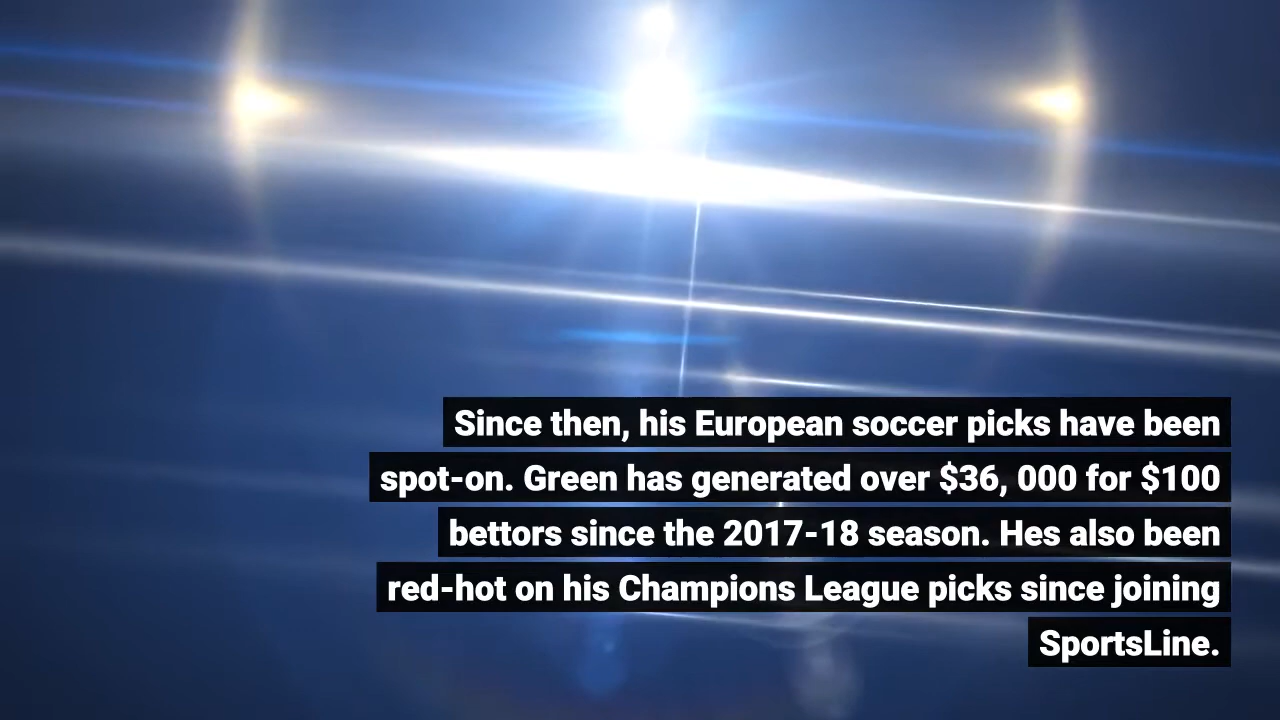 Since then, his European soccer picks have been
spot-on. Green has generated over $36, 000 for $100
bettors since the 2017-18 season. Hes also been
red-hot on his Champions League picks since joining
SportsLine.